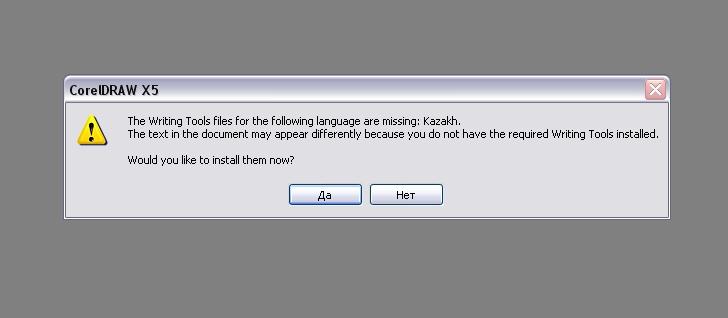 CorelDRAW X5
The Writing Tools files for the following language are missing: Kazakh.
The text in the document may appear differently because you do not have the required Writing Tools installed.
Would you like to install them now?
Да
Нет